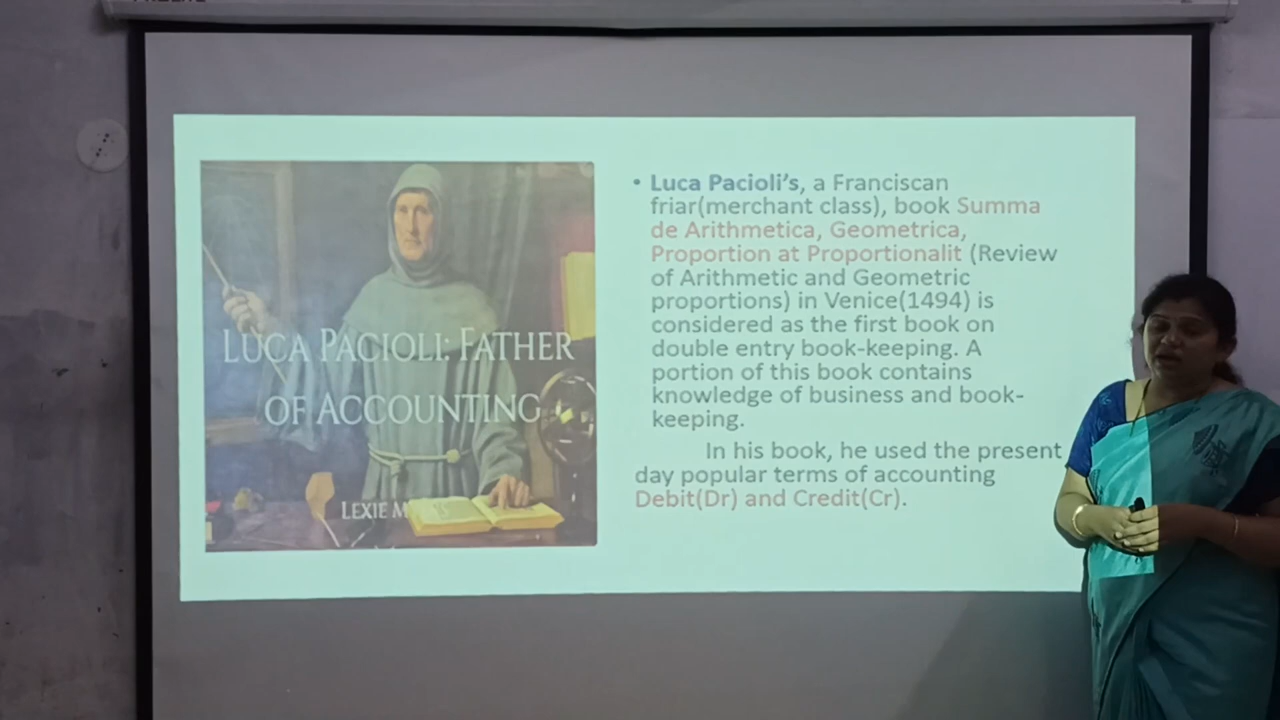 LUCA PACIOLI: FATHER
OF ACCOUNTING
LEXIE M
• Luca Pacioli's, a Franciscan
friar(merchant class), book Summa
de Arithmetica, Geometrica,
Proportion at Proportionalit (Review
of Arithmetic and Geometric
proportions) in Venice(1494) is
considered as the first book on
double entry book-keeping. A
portion of this book contains
knowledge of business and book-
keeping.
In his book, he used the present
day popular terms of accounting
Debit(Dr) and Credit(Cr).